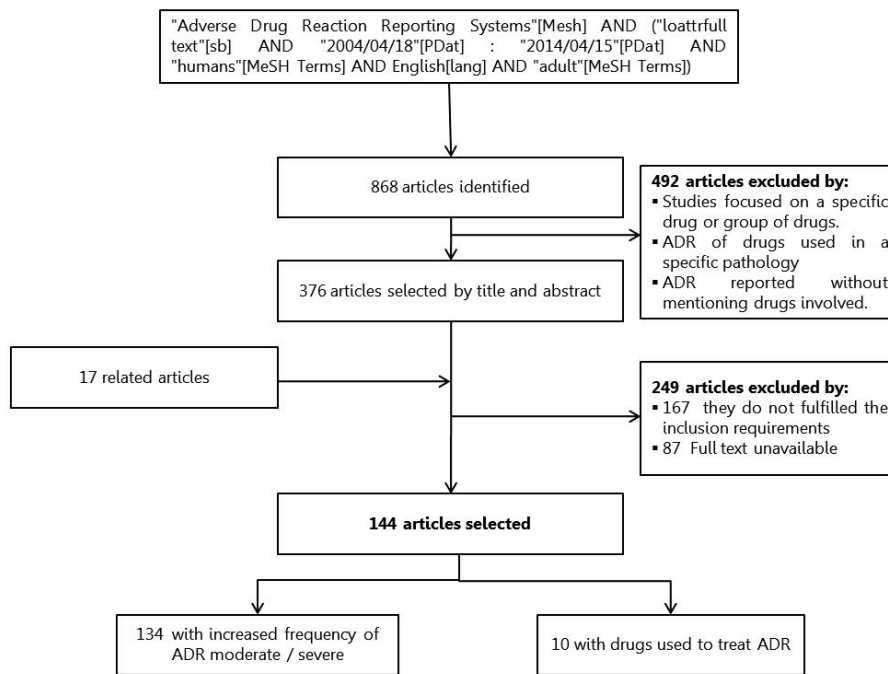 "Adverse Drug Reaction Reporting Systems"[Mesh] AND ("loattrfull
text"[sb] AND "2004/04/18"[PDat] : "2014/04/15"[PDat] AND
"humans"[MeSH Terms] AND English[lang] AND "adult"[MeSH Terms])
868 articles identified
492 articles excluded by:
▪ Studies focused on a specific
drug or group of drugs.
▪ ADR of drugs used in a
specific pathology
▪ ADR reported without
mentioning drugs involved.
376 articles selected by title and abstract
17 related articles
249 articles excluded by:
▪ 167 they do not fulfilled the
inclusion requirements
▪ 87 Full text unavailable
144 articles selected
134 with increased frequency of
ADR moderate / severe
10 with drugs used to treat ADR